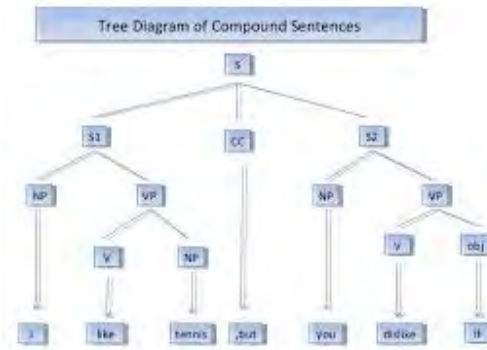 Tree Diagram of Compound Sentences
S
S1 CC S2
NP VP NP VP
V NP V obj
I like tennis ,but You dislike it